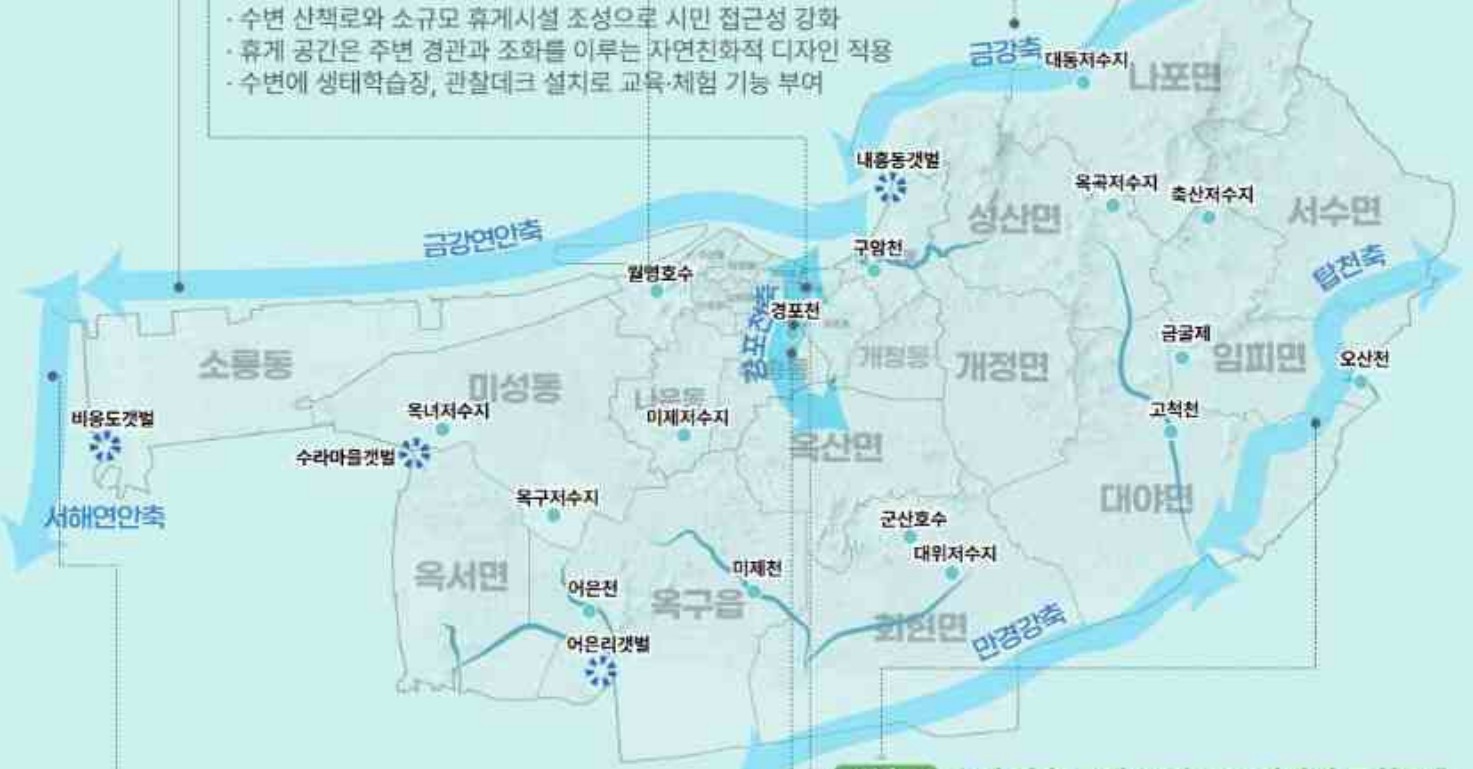 · 수변 산책로와 소규모 휴게시설 조성으로 시민 접근성 강화
· 휴게 공간은 주변 경관과 조화를 이루는 자연친화적 디자인 적용
· 수변에 생태학습장, 관찰데크 설치로 교육·체험 기능 부여
금강축
대동저수지
나포면
내흥동갯벌
옥곡저수지
축산저수지
성산면
서수면
금강연안축
구암천
탑천축
월명호수
경포천
경포천축
금굴제
소룡동
미성동
나운동
개정동
개정면
임피면
오산천
비응도갯벌
옥녀저수지
미제저수지
고척천
수라마을갯벌
옥산면
옥구저수지
대야면
서해연안축
군산호수
대위저수지
옥서면
어은천
미제천
옥구읍
회현면
만경강축
어은리갯벌